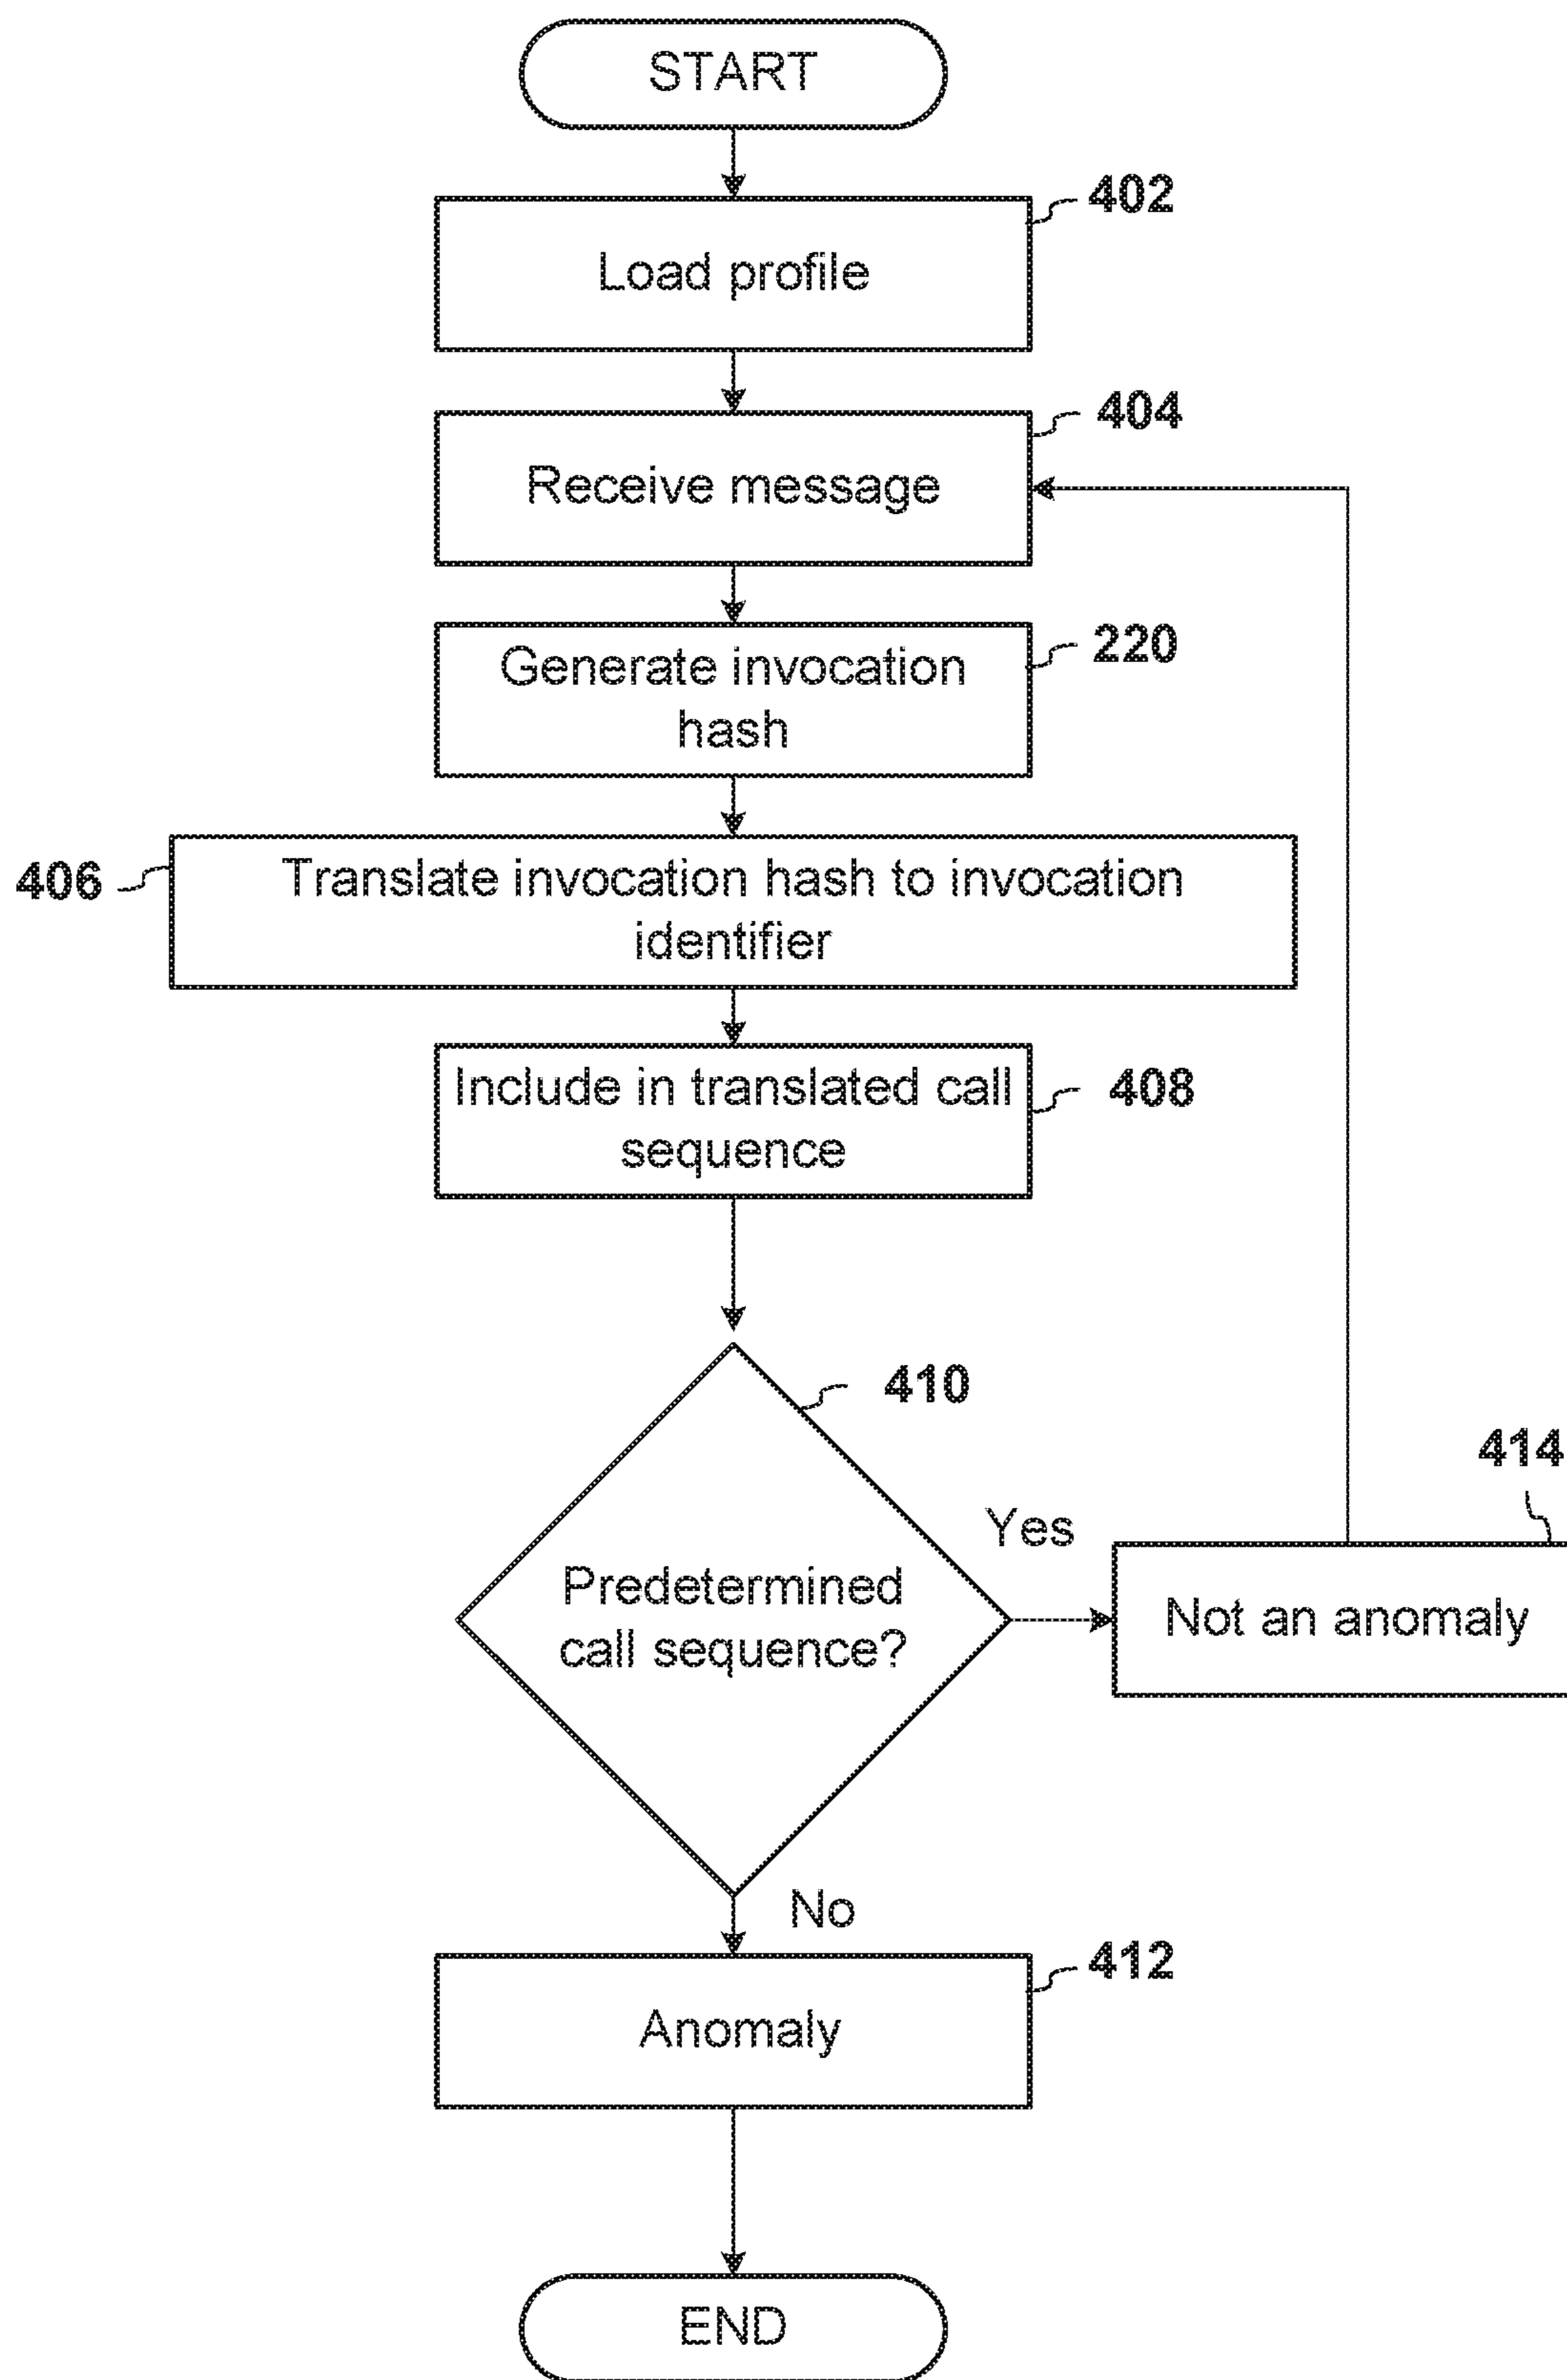 START
402
Load profile
404
Receive message
220
Generate invocation
hash
406
Translate invocation hash to invocation
identifier
Include in translated call
sequence
408
410
414
Yes
Predetermined
call sequence?
Not an anomaly
No
412
Anomaly
END